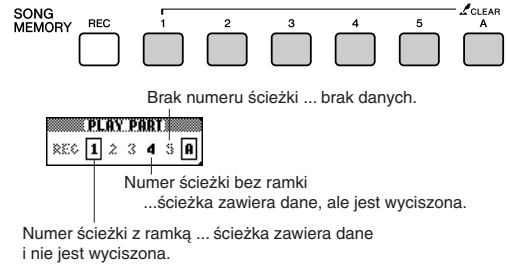 SONG
MEMORY
REC
1
2
3
4
5
CLEAR
A
Brak numeru ścieżki ... brak danych.
PLAY PART
REC 1 2 3 4 5 A
Numer ścieżki bez ramki
...ścieżka zawiera dane, ale jest wyciszona.
Numer ścieżki z ramką ... ścieżka zawiera dane
i nie jest wyciszona.